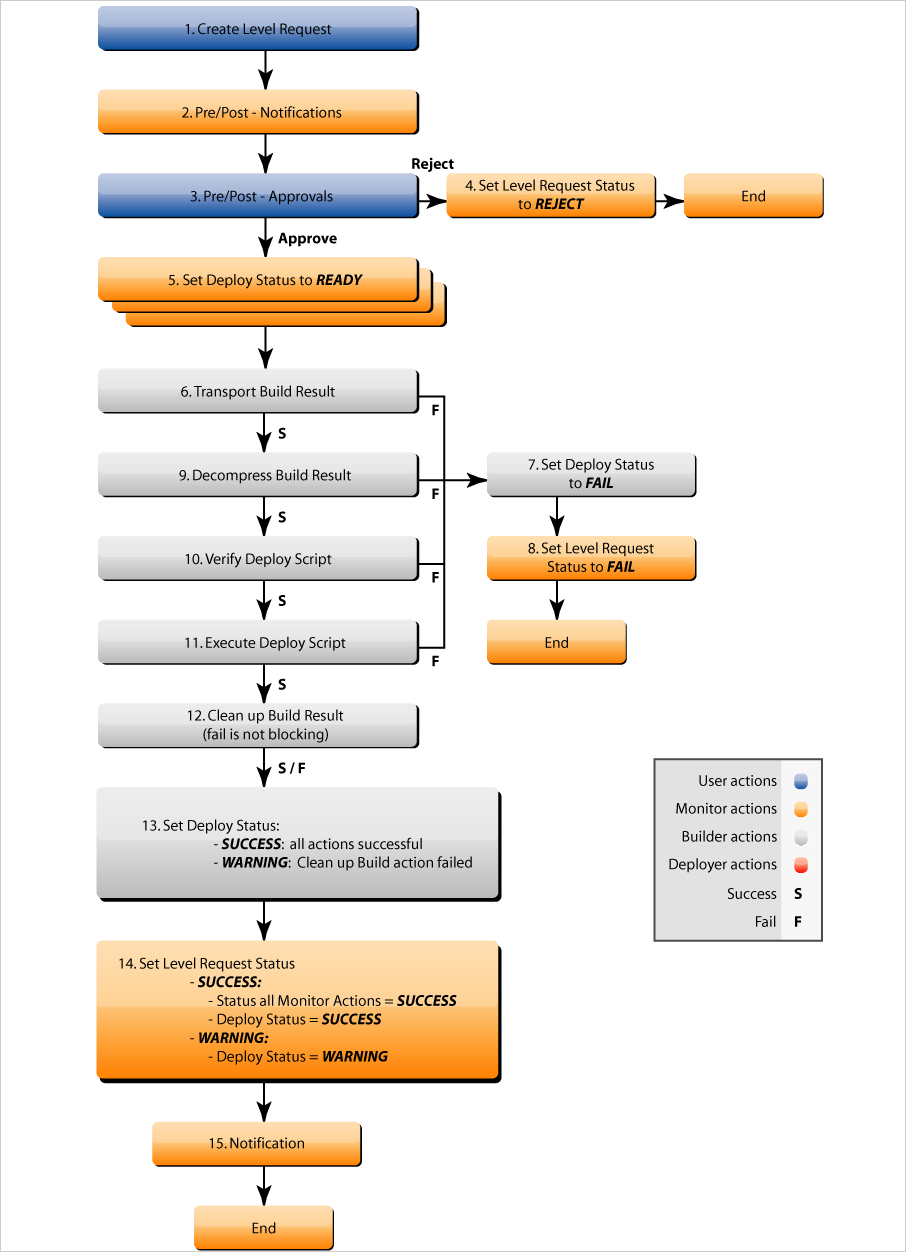 1. Create Level Request
2. Pre/Post - Notifications
3. Pre/Post - Approvals
Reject
4. Set Level Request Status
to REJECT
End
Approve
5. Set Deploy Status to READY
6. Transport Build Result
F
S
9. Decompress Build Result
F
7. Set Deploy Status
to FAIL
S
10. Verify Deploy Script
F
8. Set Level Request
Status to FAIL
S
11. Execute Deploy Script
F
End
S
12. Clean up Build Result
(fail is not blocking)
S / F
13. Set Deploy Status:
- SUCCESS: all actions successful
- WARNING: Clean up Build action failed
User actions
Monitor actions
Builder actions
Deployer actions
Success S
Fail F
14. Set Level Request Status
- SUCCESS:
- Status all Monitor Actions = SUCCESS
- Deploy Status = SUCCESS
- WARNING:
- Deploy Status = WARNING
15. Notification
End